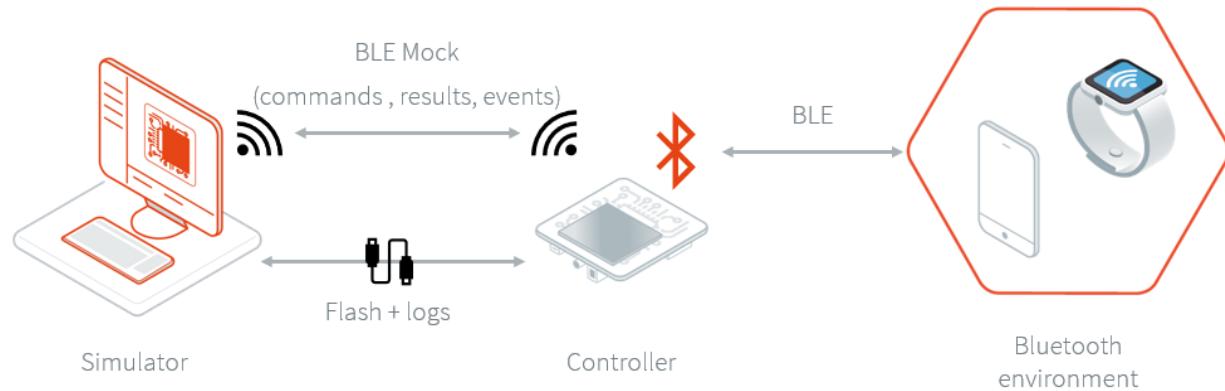 BLE Mock
(commands , results, events)
BLE
Flash + logs
Simulator
Controller
Bluetooth
environment